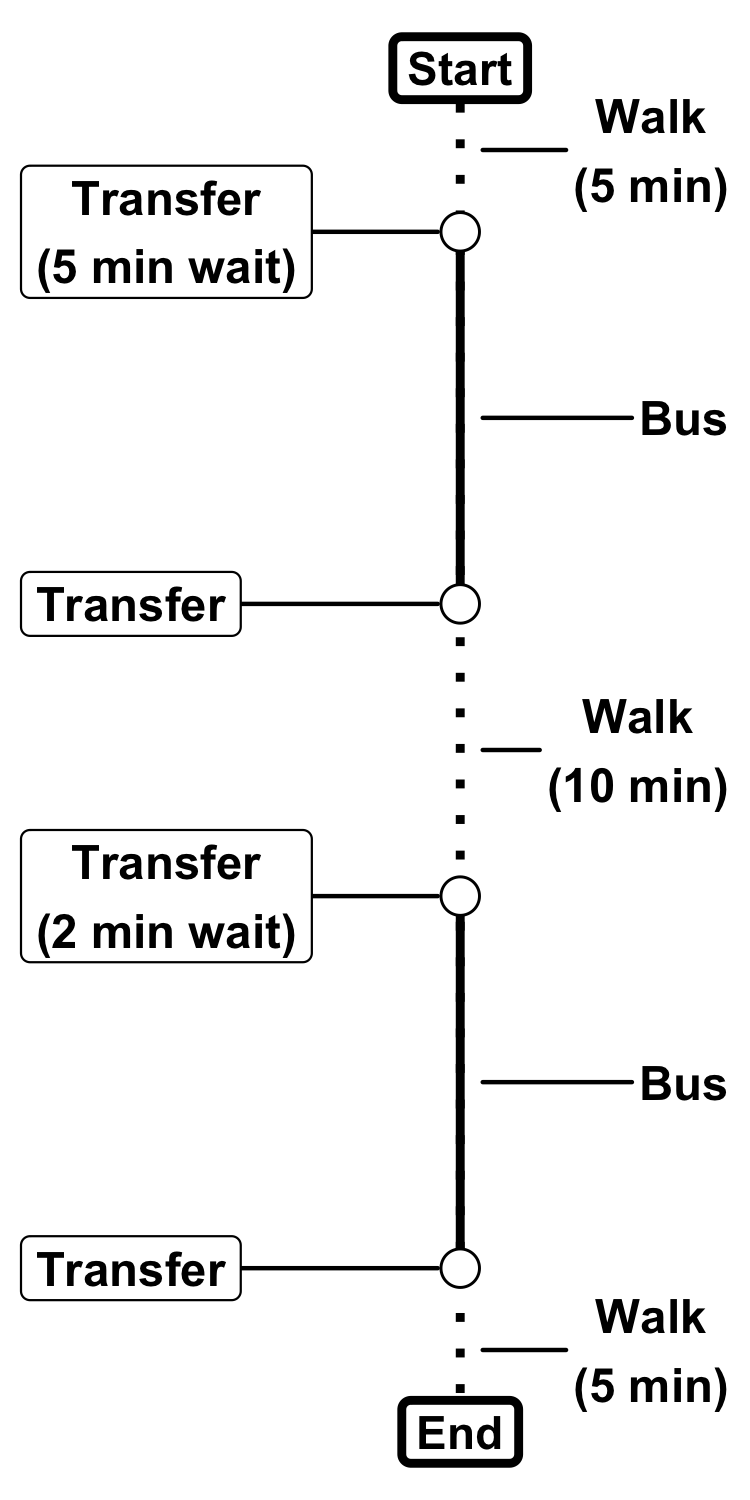 Start
Walk
(5 min)
Transfer
(5 min wait)
Bus
Transfer
Walk
(10 min)
Transfer
(2 min wait)
Bus
Transfer
Walk
(5 min)
End